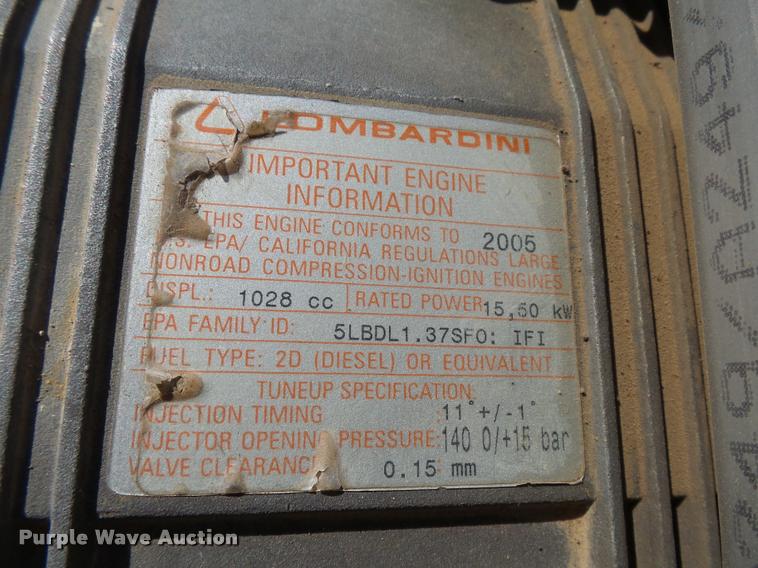 LOMBARDINI
IMPORTANT ENGINE
INFORMATION
THIS ENGINE CONFORMS TO 2005
U.S. EPA/ CALIFORNIA REGULATIONS LARGE
NONROAD COMPRESSION-IGNITION ENGINES
DISPL.: 1028 cc RATED POWER 15,60 kW
EPA FAMILY ID: 5LBDL1.37SFO: IFI
FUEL TYPE: 2D (DIESEL) OR EQUIVALENT
TUNEUP SPECIFICATION:
INJECTION TIMING :11°+/-1°
INJECTOR OPENING PRESSURE:140 0/+15 bar
VALVE CLEARANCE 0.15 mm
Purple Wave Auction